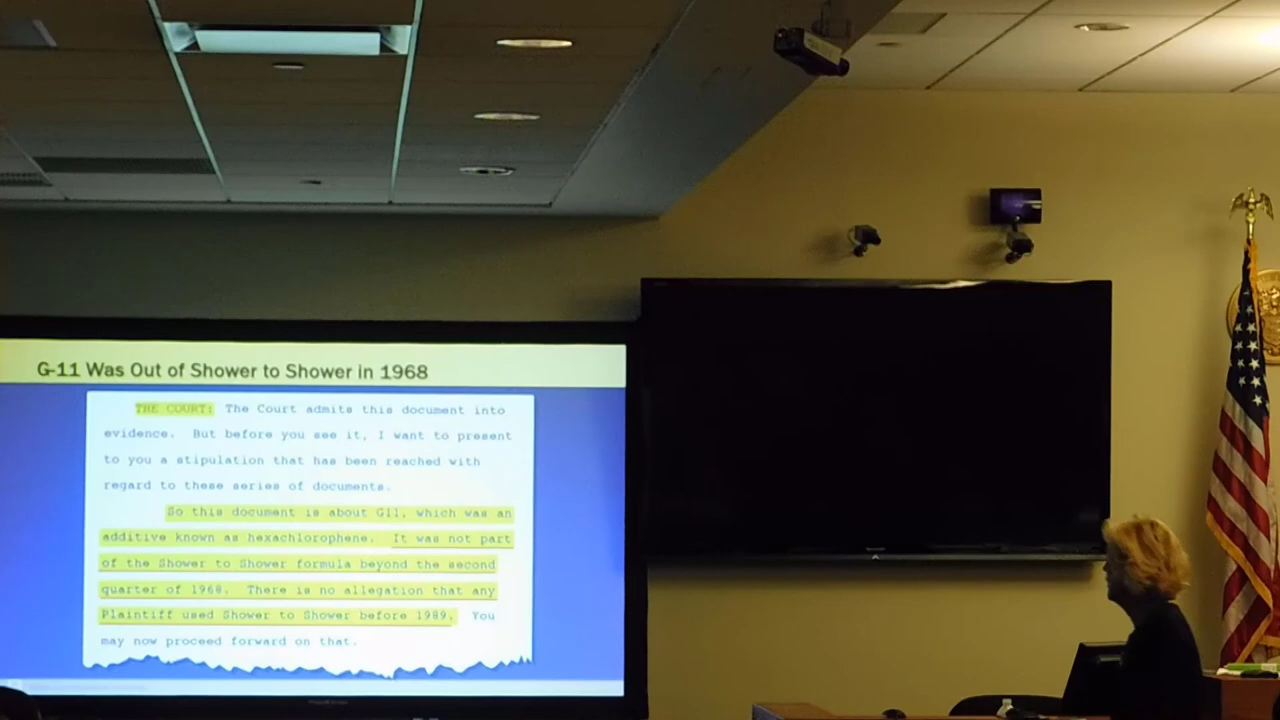 G-11 Was Out of Shower to Shower in 1968
THE COURT: The Court admits this document into
evidence. But before you see it, I want to present
to you a stipulation that has been reached with
regard to these series of documents.
So this document is about G11, which was an
additive known as hexachlorophene. It was not part
of the Shower to Shower formula beyond the second
quarter of 1968. There is no allegation that any
Plaintiff used Shower to Shower before 1989. You
may now proceed forward on that.